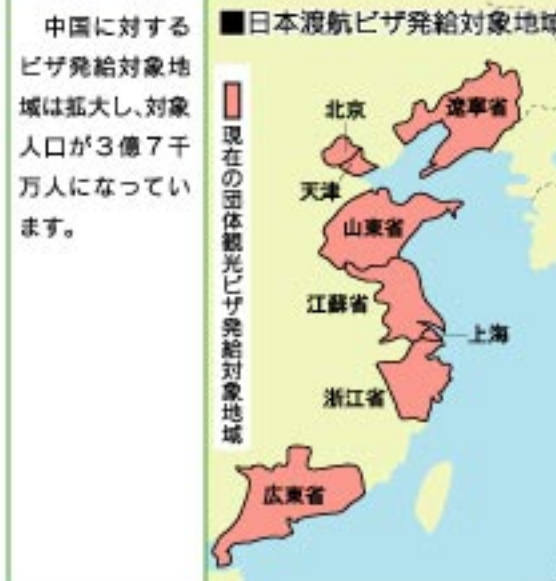 中国に対する
ビザ発給対象地
域は拡大し、対象
人口が3億7千
万人になってい
ます。
■日本渡航ビザ発給対象地域
現在の団体観光ビザ発給対象地域
遼寧省
北京
天津
山東省
江蘇省
上海
浙江省
広東省